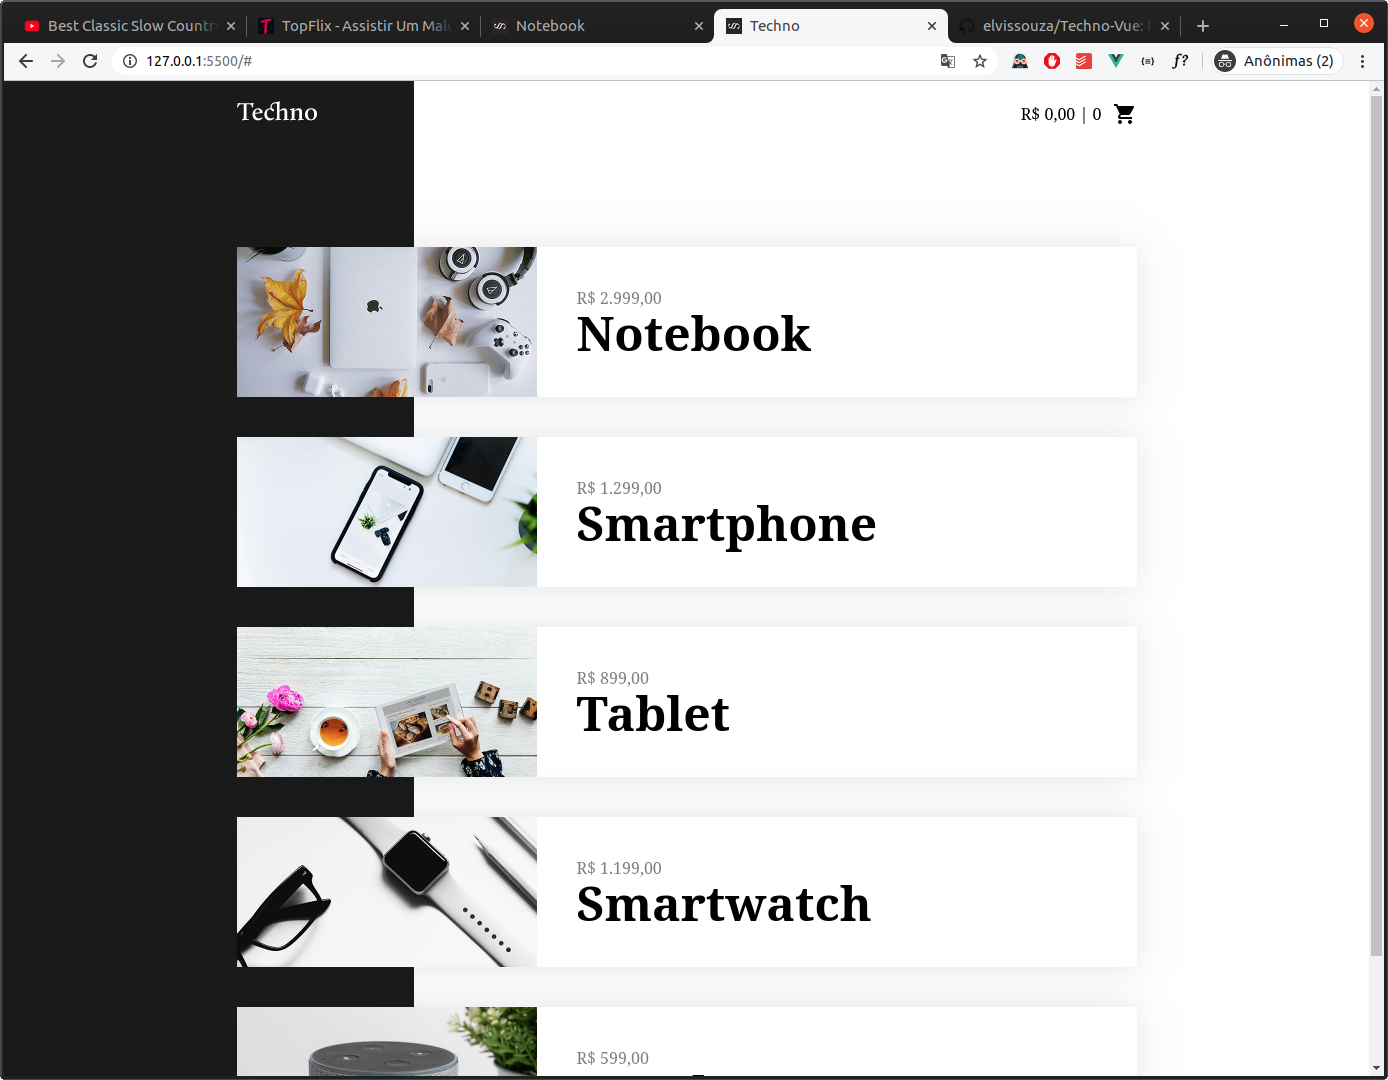 Best Classic Slow Country
TopFlix - Assistir Um Mal
Notebook
Techno
elvissouza/Techno-Vue:
127.0.0.1:5500/#
f?
Anônimas (2)
Techno
R$ 0,00 | 0
R$ 2.999,00
Notebook
R$ 1.299,00
Smartphone
R$ 899,00
Tablet
R$ 1.199,00
Smartwatch
R$ 599,00